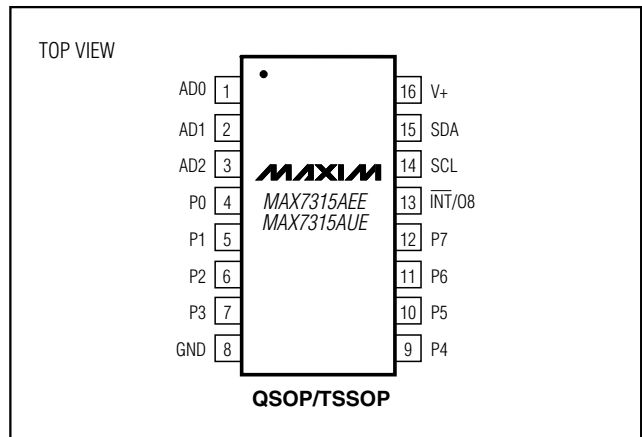 TOP VIEW
AD0 1
AD1 2
AD2 3
P0 4
P1 5
P2 6
P3 7
GND 8
MAXIM
MAX7315AEE
MAX7315AUE
16 V+
15 SDA
14 SCL
13 I̅N̅T̅/O8
12 P7
11 P6
10 P5
9 P4
QSOP/TSSOP